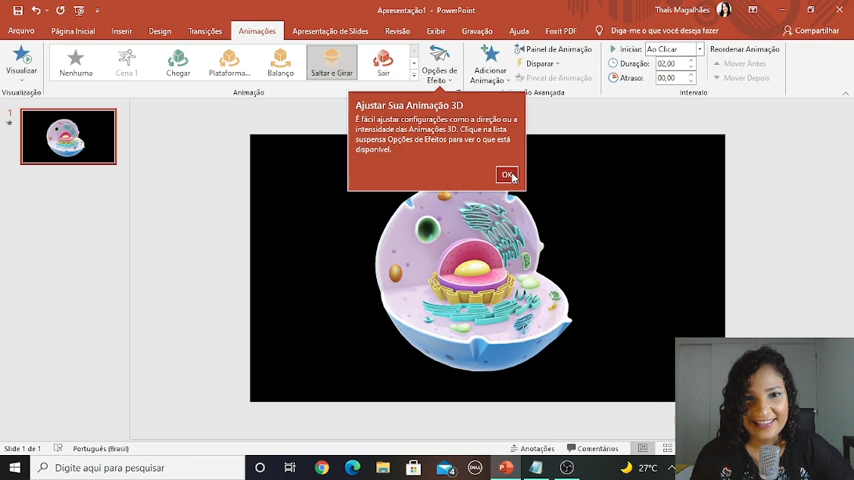 Apresentação1 - PowerPoint
Thaís Magalhães
Arquivo
Página Inicial
Inserir
Design
Transições
Animações
Apresentação de Slides
Revisão
Exibir
Gravação
Ajuda
Foxit PDF
Diga-me o que você deseja fazer
Compartilhar
Visualizar
Nenhuma
Cena 1
Chegar
Plataforma...
Balanço
Saltar e Girar
Sair
Opções de
Efeito
Adicionar
Animação
Painel de Animação
Disparar
Pincel de Animação
Iniciar: Ao Clicar
Duração: 02,00
Atraso: 00,00
Reordenar Animação
Mover Antes
Mover Depois
Visualização
Animação
Avançada
Intervalo
Ajustar Sua Animação 3D
É fácil ajustar configurações como a direção ou a
intensidade das Animações 3D. Clique na lista
suspensa Opções de Efeitos para ver o que está
disponível.
OK
1
Slide 1 de 1
Português (Brasil)
Anotações
Comentários
Digite aqui para pesquisar
DELL
4
27°C